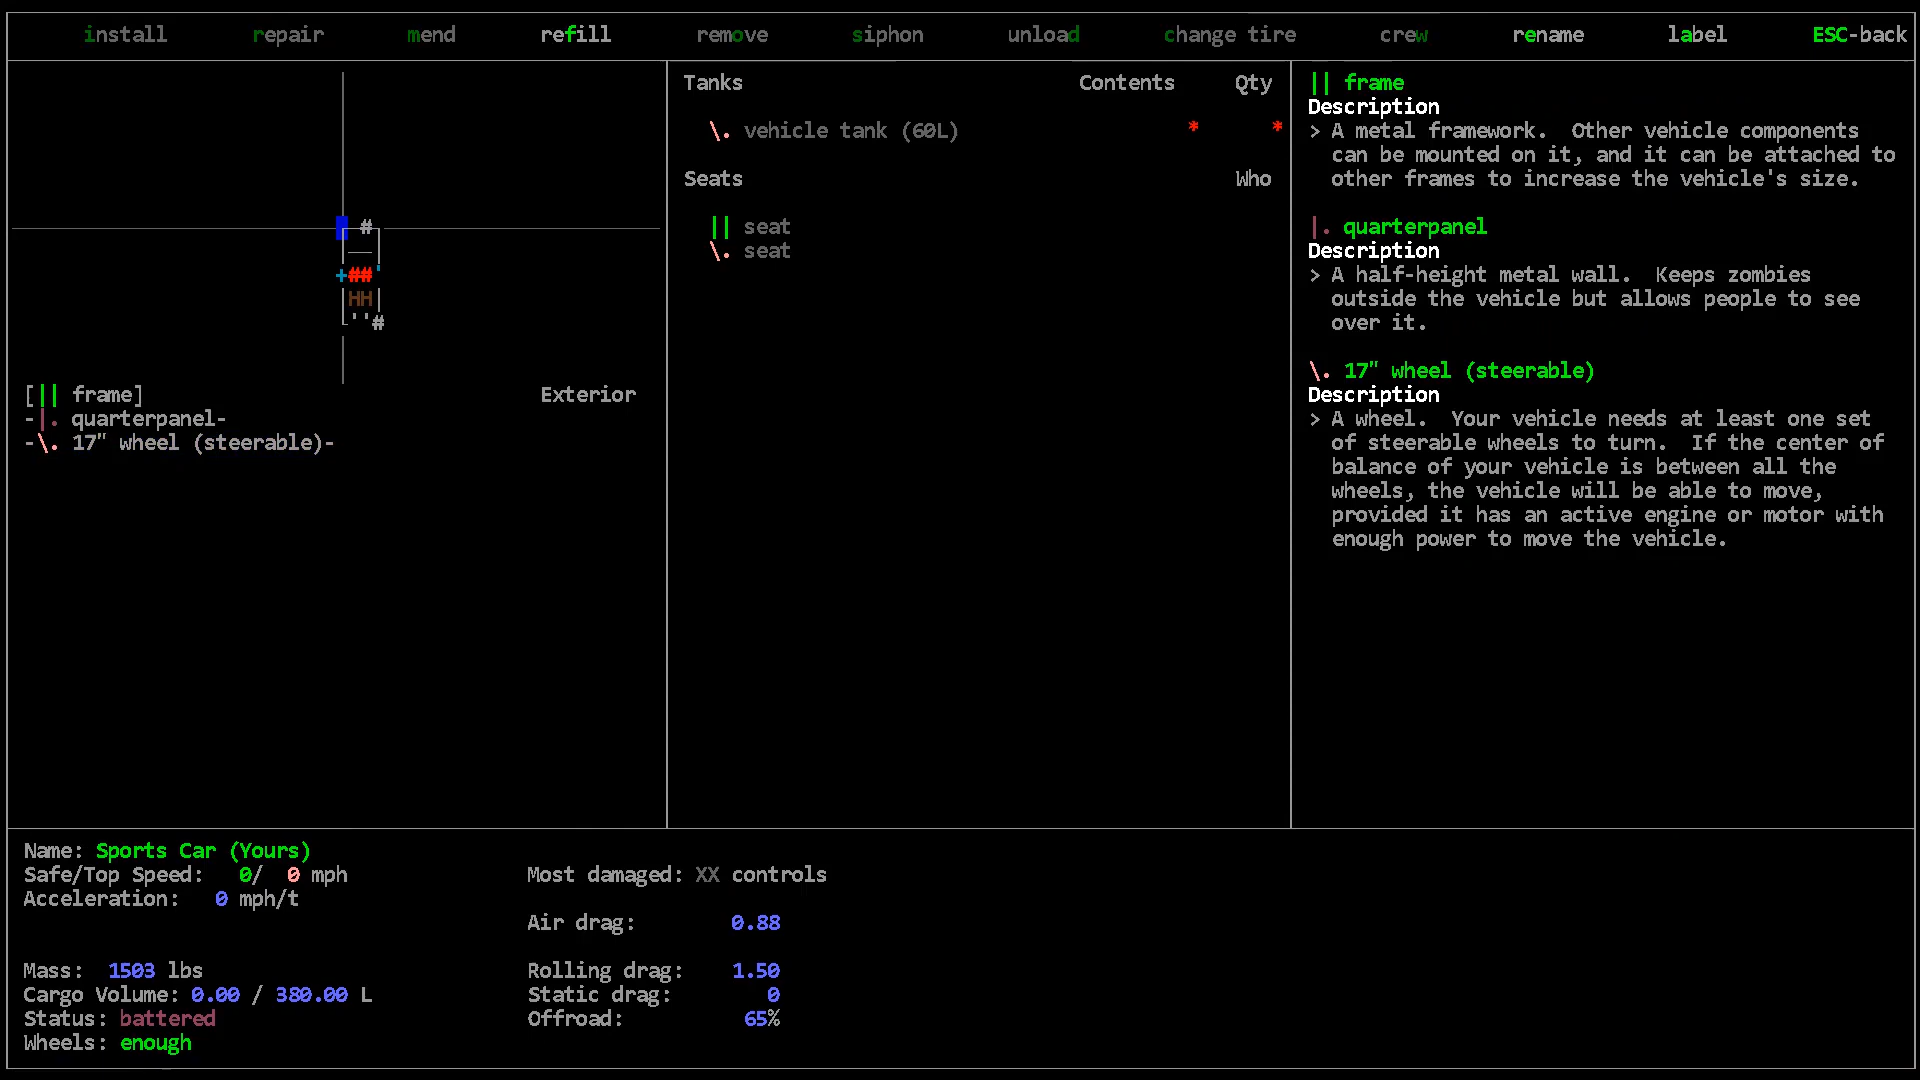 install repair mend refill remove siphon unload change tire crew rename label ESC-back
Tanks Contents Qty
\. vehicle tank (60L) * *
Seats Who
|| seat
\. seat
#
+##'
|HH|
''#
[|| frame] Exterior
-|. quarterpanel-
-\. 17" wheel (steerable)-
|| frame
Description
> A metal framework.  Other vehicle components
can be mounted on it, and it can be attached to
other frames to increase the vehicle's size.
|. quarterpanel
Description
> A half-height metal wall.  Keeps zombies
outside the vehicle but allows people to see
over it.
\. 17" wheel (steerable)
Description
> A wheel.  Your vehicle needs at least one set
of steerable wheels to turn.  If the center of
balance of your vehicle is between all the
wheels, the vehicle will be able to move,
provided it has an active engine or motor with
enough power to move the vehicle.
Name: Sports Car (Yours)
Safe/Top Speed: 0/ 0 mph
Acceleration: 0 mph/t
Mass: 1503 lbs
Cargo Volume: 0.00 / 380.00 L
Status: battered
Wheels: enough
Most damaged: XX controls
Air drag: 0.88
Rolling drag: 1.50
Static drag: 0
Offroad: 65%